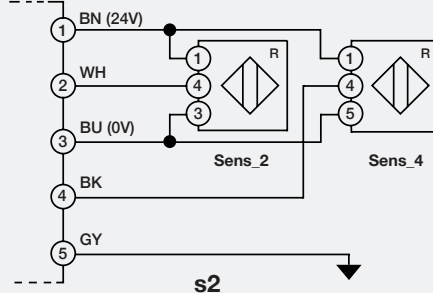 1 BN (24V)
2 WH
3 BU (0V)
4 BK
5 GY
1 R
4
3
Sens_2
1 R
4
5
Sens_4
s2